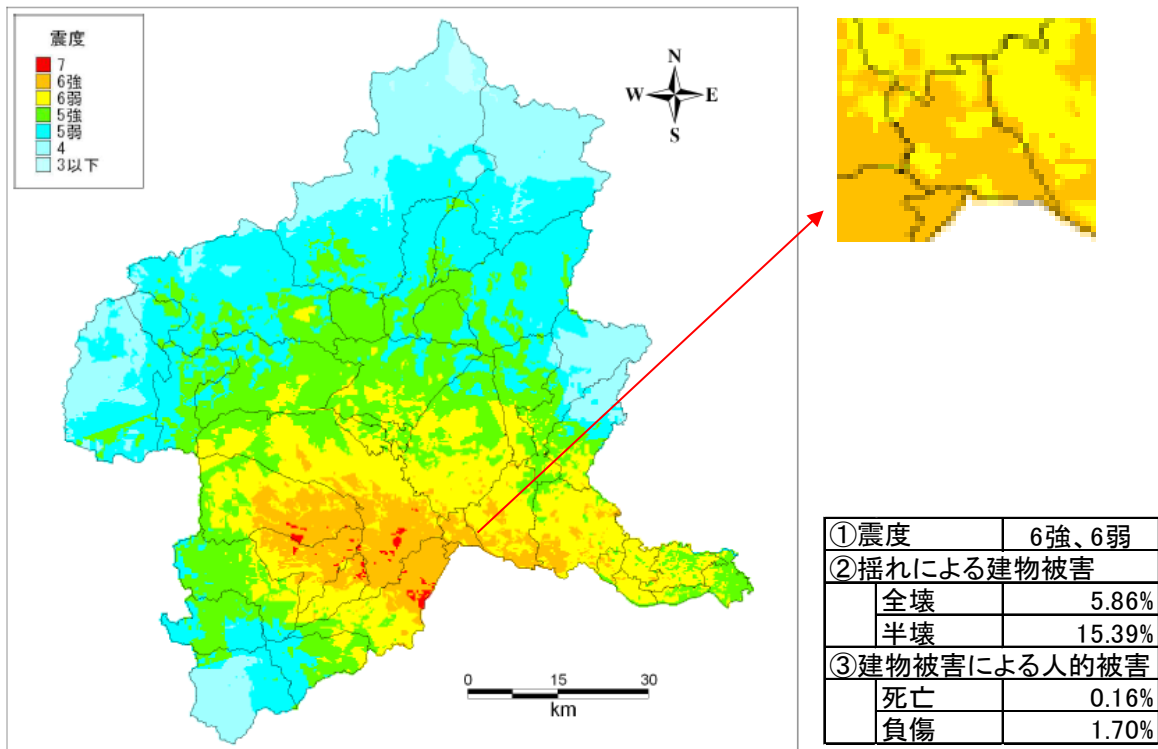 震度
7
6強
6弱
5強
5弱
4
3以下
N
W E
S
0 15 30
km
①震度 6強、6弱
②揺れによる建物被害
全壊 5.86%
半壊 15.39%
③建物被害による人的被害
死亡 0.16%
負傷 1.70%